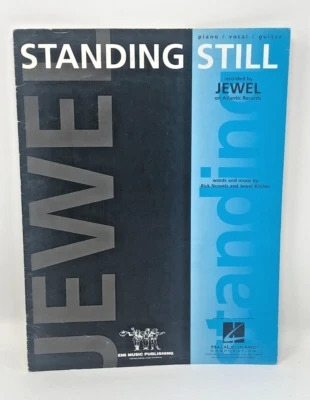 piano / vocal / guitar
STANDING STILL
recorded by
JEWEL
on Atlantic Records
JEWEL
standing
words and music by
Rick Nowels and Jewel Kilcher
EMI MUSIC PUBLISHING
HAL•LEONARD
CORPORATION